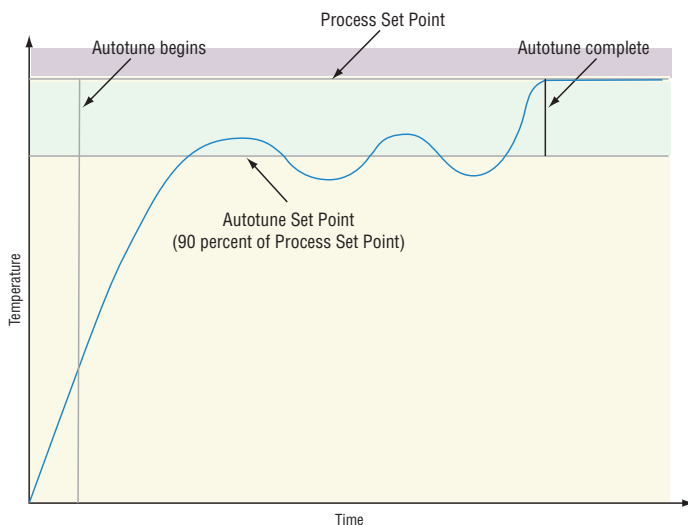 Process Set Point
Autotune begins
Autotune complete
Autotune Set Point
(90 percent of Process Set Point)
Temperature
Time